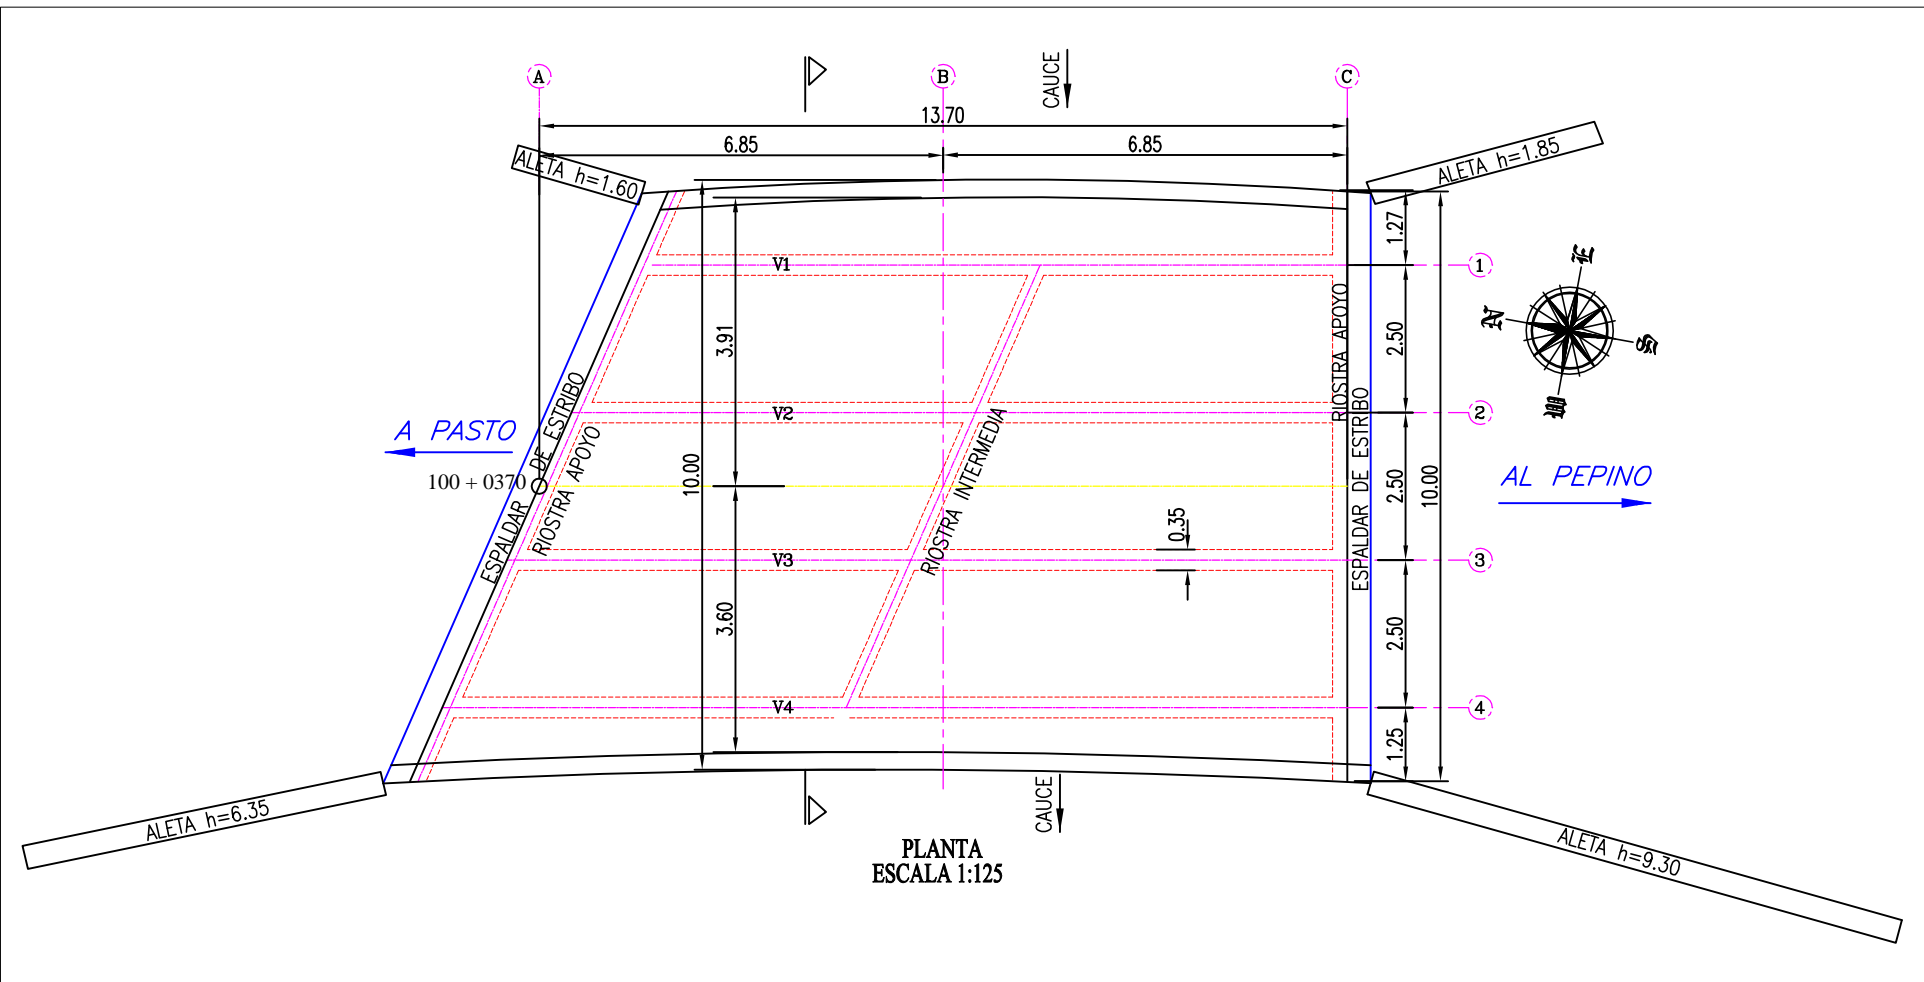 A
B
C
CAUCE
13.70
6.85
6.85
ALETA h=1.60
ALETA h=1.85
1.27
V1
1
RIOSTRA APOYO
3.91
2.50
N
E
S
W
V2
2
A PASTO
100 + 0370
ESPALDAR DE ESTRIBO
RIOSTRA APOYO
RIOSTRA INTERMEDIA
10.00
ESPALDAR DE ESTRIBO
2.50
10.00
AL PEPINO
0.35
V3
3
3.60
2.50
V4
4
1.25
ALETA h=6.35
CAUCE
ALETA h=9.30
PLANTA
ESCALA 1:125